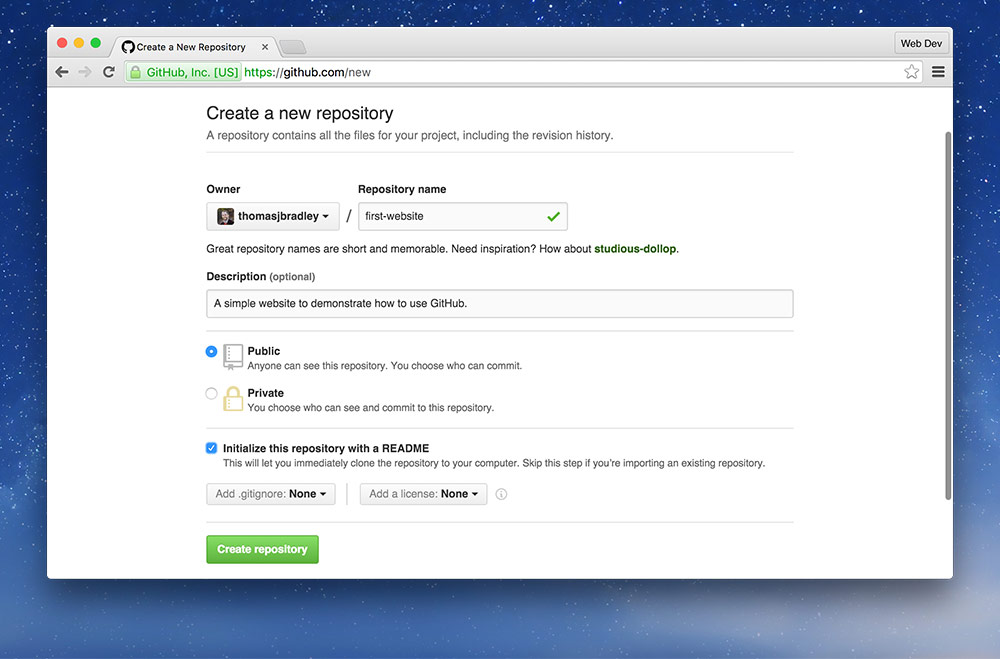 Create a New Repository
Web Dev
GitHub, Inc. [US] https://github.com/new
Create a new repository
A repository contains all the files for your project, including the revision history.
Owner Repository name
thomasjbradley / first-website
Great repository names are short and memorable. Need inspiration? How about studious-dollop.
Description (optional)
A simple website to demonstrate how to use GitHub.
Public
Anyone can see this repository. You choose who can commit.
Private
You choose who can see and commit to this repository.
Initialize this repository with a README
This will let you immediately clone the repository to your computer. Skip this step if you're importing an existing repository.
Add .gitignore: None Add a license: None
Create repository